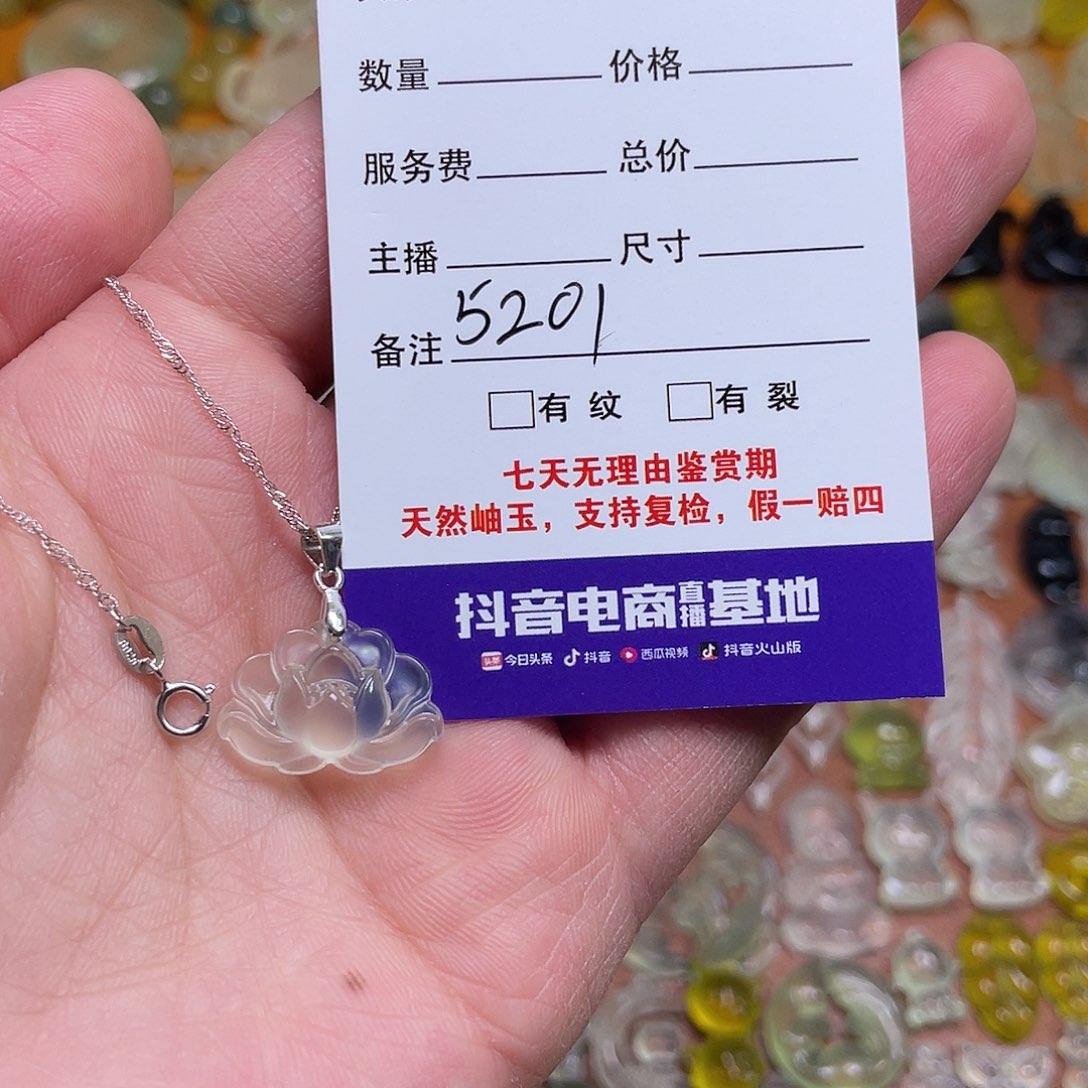 数量 价格
服务费 总价
主播 尺寸
备注 5201
有纹 有裂
七天无理由鉴赏期
天然岫玉，支持复检，假一赔四
抖音电商直播基地
头条 今日头条 抖音 西瓜视频 抖音火山版